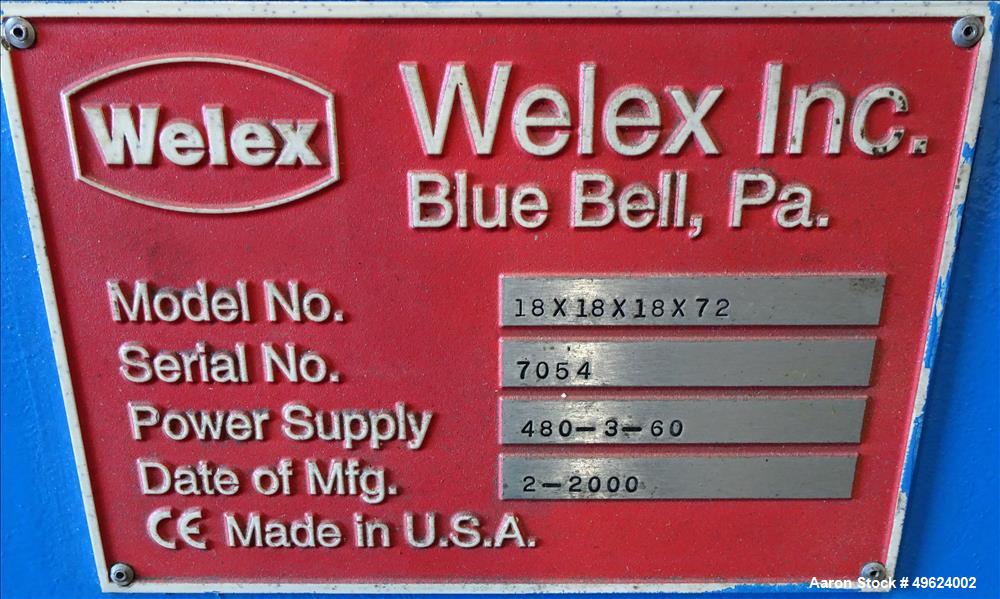 Welex
Welex Inc.
Blue Bell, Pa.
Model No. 18X18X18X72
Serial No. 7054
Power Supply 480-3-60
Date of Mfg. 2-2000
CE Made in U.S.A.
Aaron Stock # 49624002